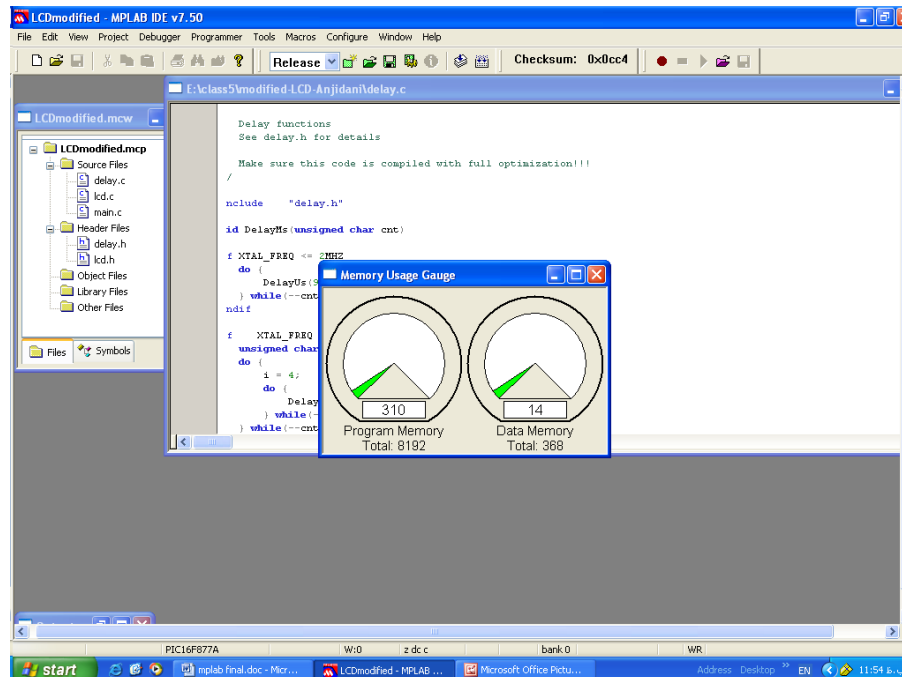 LCDmodified - MPLAB IDE v7.50
File Edit View Project Debugger Programmer Tools Macros Configure Window Help
Release Checksum: 0x0cc4
E:\class5\modified-LCD-Anjidani\delay.c
LCDmodified.mcw
LCDmodified.mcp
Source Files
delay.c
lcd.c
main.c
Header Files
delay.h
lcd.h
Object Files
Library Files
Other Files
Files Symbols
Delay functions
See delay.h for details
Make sure this code is compiled with full optimization!!!
/
nclude "delay.h"
id DelayMs(unsigned char cnt)
f XTAL_FREQ <= 2MHZ
do {
DelayUs(9
} while(--cnt
ndif
f XTAL_FREQ
unsigned char
do {
i = 4;
do {
Delay
} while(-
} while(--cnt
Memory Usage Gauge
310
Program Memory
Total: 8192
14
Data Memory
Total: 368
PIC16F877A W:0 z dc c bank 0 WR
start mplab final.doc - Micr... LCDmodified - MPLAB ... Microsoft Office Pictu... Address Desktop » EN 11:54